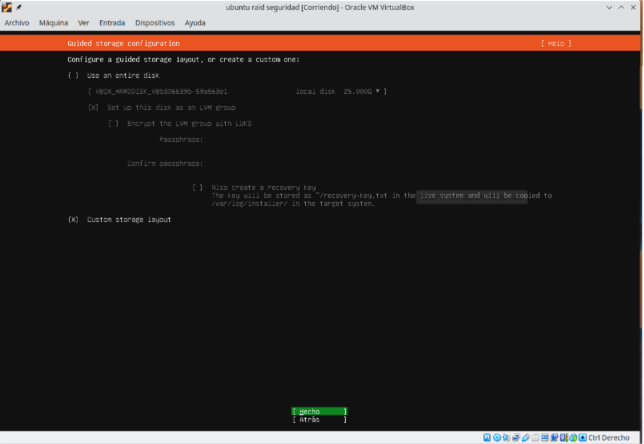 ubuntu raid seguridad [Corriendo] - Oracle VM VirtualBox
Archivo Máquina Ver Entrada Dispositivos Ayuda
Guided storage configuration [ Help ]
Configure a guided storage layout, or create a custom one:
( ) Use an entire disk
local disk 25.000G ▼ ]
[X] Set up this disk as an LVM group
[ ] Encrypt the LVM group with LUKS
Passphrase:
Confirm passphrase:
[ ] Also create a recovery key
The key will be stored as ~/recovery-key.txt in the live system and will be copied to
/var/log/installer/ in the target system.
(X) Custom storage layout
[ Hecho ]
[ Atrás ]
Ctrl Derecho